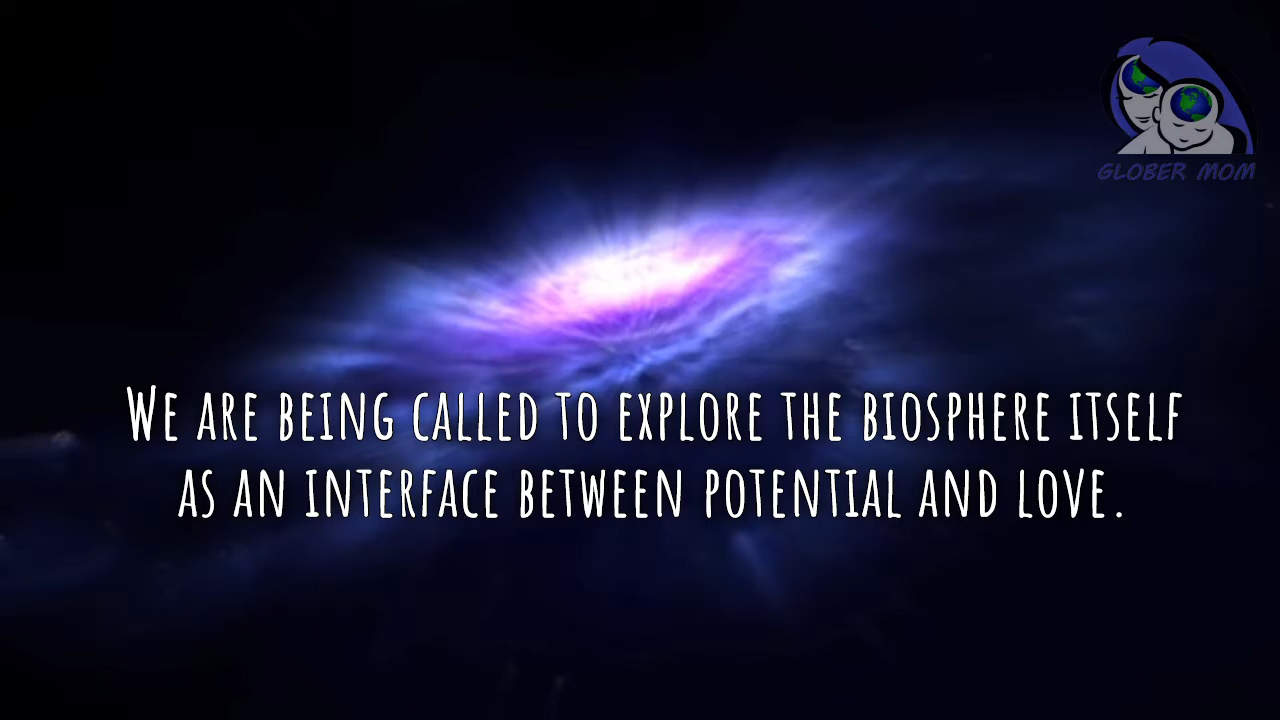 GLOBER MOM
We are being called to explore the biosphere itself
as an interface between potential and love.